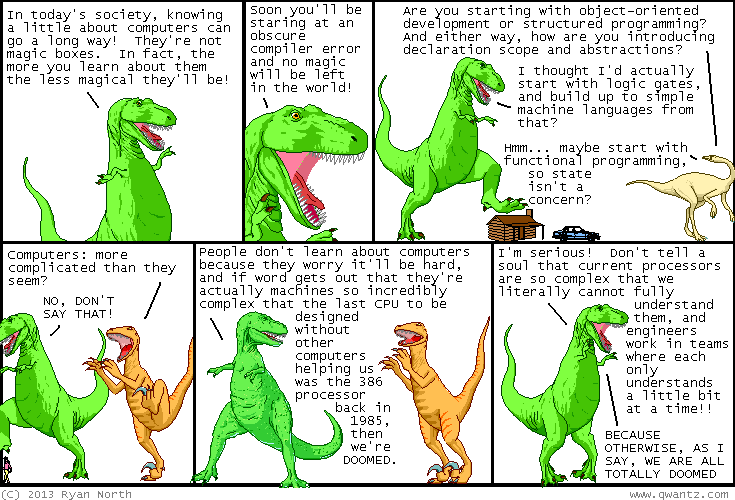 In today's society, knowing
a little about computers can
go a long way!  They're not
magic boxes.  In fact, the
more you learn about them
the less magical they'll be!
Soon you'll be
staring at an
obscure
compiler error
and no magic
will be left
in the world!
Are you starting with object-oriented
development or structured programming?
And either way, how are you introducing
declaration scope and abstractions?
I thought I'd actually
start with logic gates,
and build up to simple
machine languages from
that?
Hmm... maybe start with
functional programming,
so state
isn't a
concern?
Computers: more
complicated than they
seem?
NO, DON'T
SAY THAT!
People don't learn about computers
because they worry it'll be hard,
and if word gets out that they're
actually machines so incredibly
complex that the last CPU to be
designed
without
other
computers
helping us
was the 386
processor
back in
1985,
then
we're
DOOMED.
I'm serious!  Don't tell a
soul that current processors
are so complex that we
literally cannot fully
understand
them, and
engineers
work in teams
where each
only
understands
a little bit
at a time!!
BECAUSE
OTHERWISE, AS I
SAY, WE ARE ALL
TOTALLY DOOMED
(C) 2013 Ryan North
www.qwantz.com